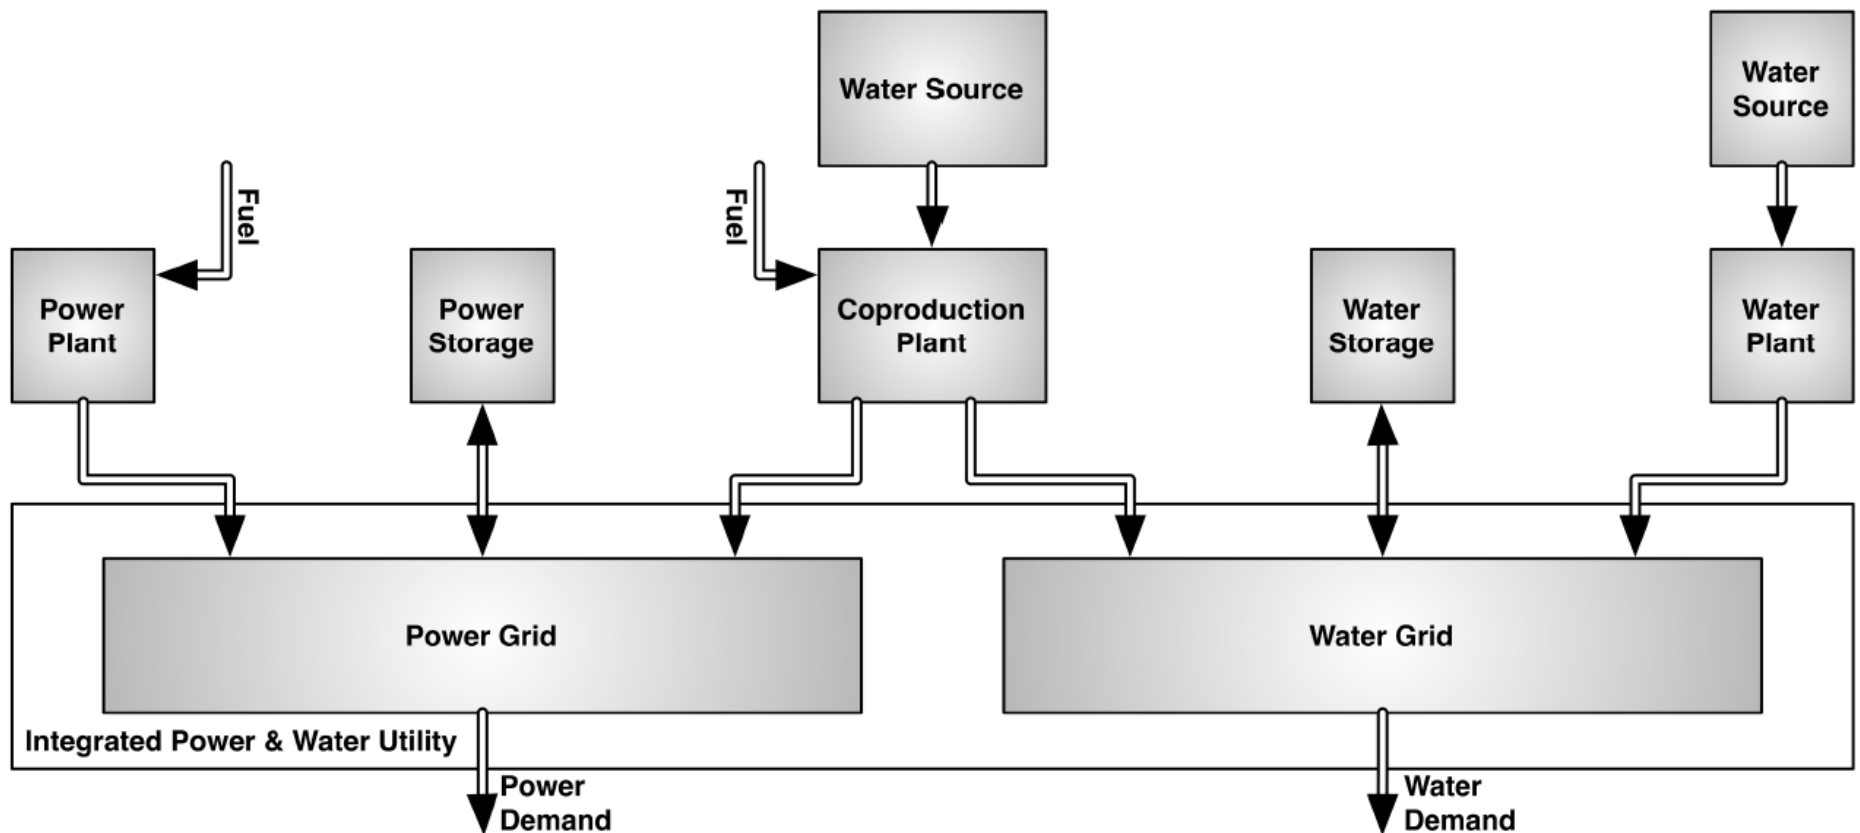 Water Source
Water
Source
Fuel
Fuel
Power
Plant
Power
Storage
Coproduction
Plant
Water
Storage
Water
Plant
Power Grid
Water Grid
Integrated Power & Water Utility
Power
Demand
Water
Demand